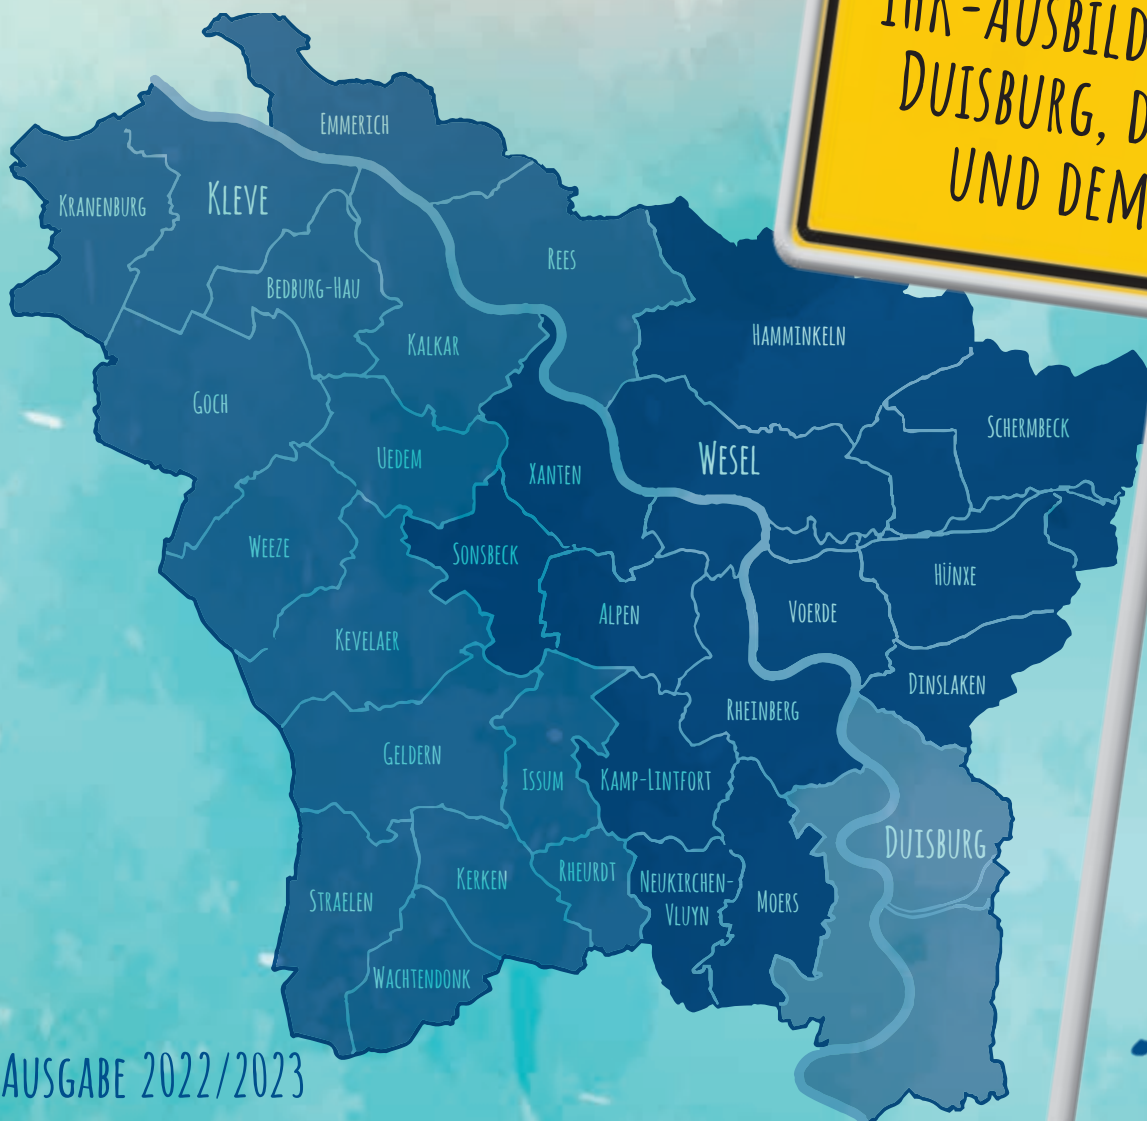 IHK-AUSBILD
DUISBURG, D
UND DEM
EMMERICH
KRANENBURG
KLEVE
REES
BEDBURG-HAU
HAMMINKELN
KALKAR
GOCH
SCHERMBECK
UEDEM
WESEL
XANTEN
WEEZE
SONSBECK
HÜNXE
ALPEN
VOERDE
KEVELAER
DINSLAKEN
RHEINBERG
GELDERN
ISSUM
KAMP-LINTFORT
DUISBURG
KERKEN
RHEURDT
NEUKIRCHEN-
VLUYN
STRAELEN
MOERS
WACHTENDONK
AUSGABE 2022/2023